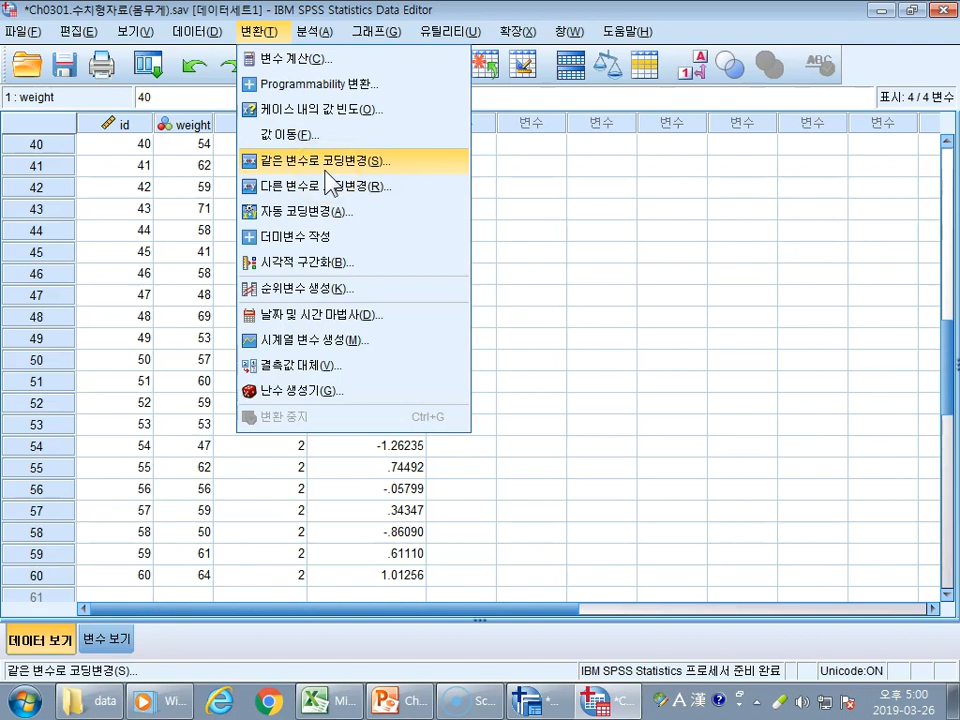 *Ch0301.수치형자료(몸무게).sav [데이터세트1] - IBM SPSS Statistics Data Editor
파일(F) 편집(E) 보기(V) 데이터(D) 변환(T) 분석(A) 그래프(G) 유틸리티(U) 확장(X) 창(W) 도움말(H)
1 : weight 40 표시: 4 / 4 변수
변수 계산(C)...
Programmability 변환...
케이스 내의 값 빈도(O)...
값 이동(F)...
같은 변수로 코딩변경(S)...
다른 변수로 코딩변경(R)...
자동 코딩변경(A)...
더미변수 작성
시각적 구간화(B)...
순위변수 생성(K)...
날짜 및 시간 마법사(D)...
시계열 변수 생성(M)...
결측값 대체(V)...
난수 생성기(G)...
변환 중지 Ctrl+G
id weight 변수 변수 변수 변수 변수 변수
40 40 54
41 41 62
42 42 59
43 43 71
44 44 58
45 45 41
46 46 58
47 47 48
48 48 69
49 49 53
50 50 57
51 51 60
52 52 59
53 53 53
54 54 47 2 -1.26235
55 55 62 2 .74492
56 56 56 2 -.05799
57 57 59 2 .34347
58 58 50 2 -.86090
59 59 61 2 .61110
60 60 64 2 1.01256
61
데이터 보기 변수 보기
같은 변수로 코딩변경(S)... IBM SPSS Statistics 프로세서 준비 완료 Unicode:ON
data Wi... Mi... Ch... Sc... *... *C... A 漢 오후 5:00
2019-03-26